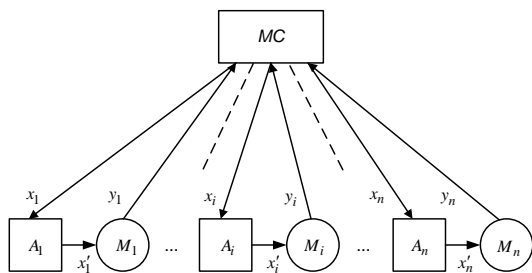 MC
x₁ y₁ xᵢ yᵢ xₙ yₙ
A₁ M₁ ... Aᵢ Mᵢ ... Aₙ Mₙ
x′₁ x′ᵢ x′ₙ